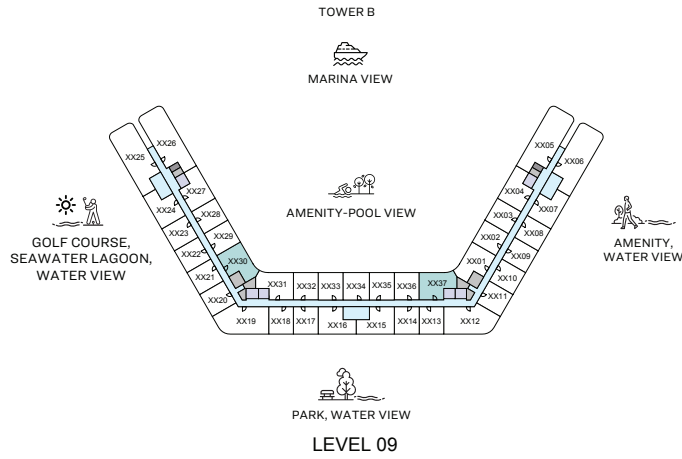 TOWER B
MARINA VIEW
XX26
XX25
XX05
XX06
XX27
XX04
XX24
XX28
XX03
XX07
XX23
XX29
XX02
XX08
XX22
XX30
XX01
XX09
XX21
XX10
XX20
XX31
XX32
XX33
XX34
XX35
XX36
XX37
XX11
XX19
XX18
XX17
XX16
XX15
XX14
XX13
XX12
AMENITY-POOL VIEW
GOLF COURSE,
SEAWATER LAGOON,
WATER VIEW
AMENITY,
WATER VIEW
PARK, WATER VIEW
LEVEL 09